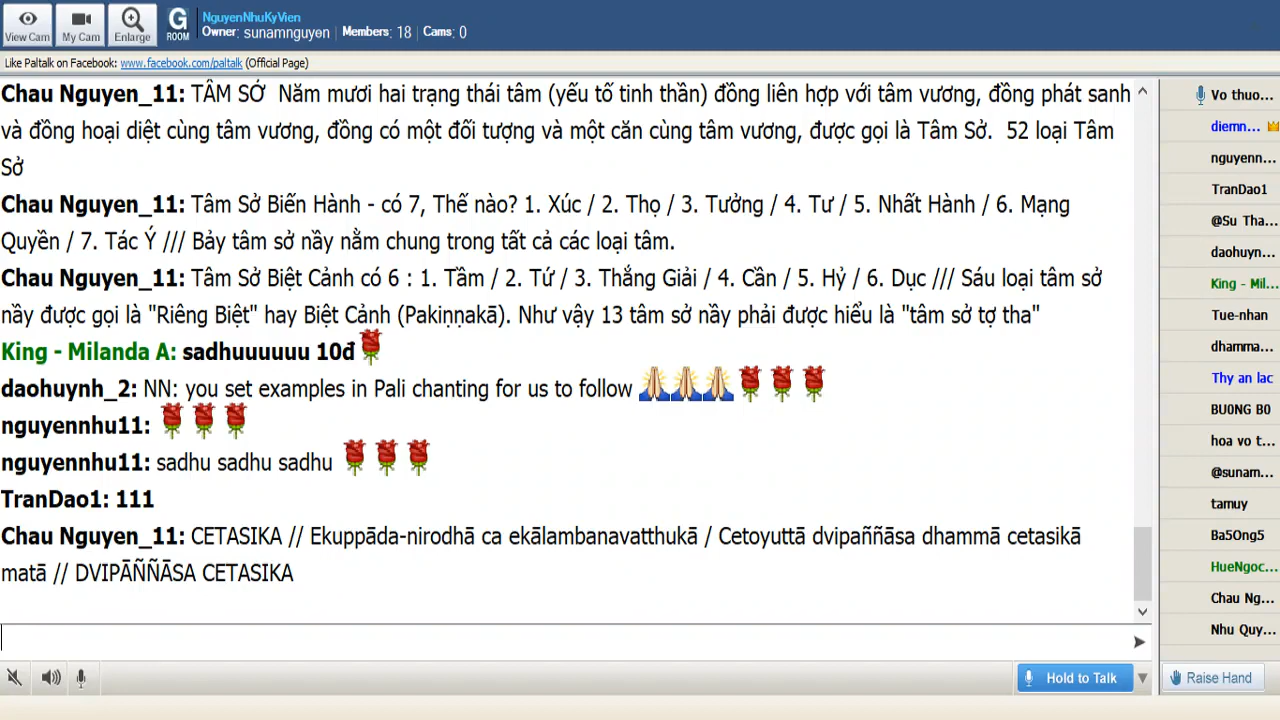 NguyenNhuKyVien
View Cam My Cam Enlarge G ROOM Owner: sunamnguyen Members: 18 Cams: 0
Like Paltalk on Facebook: www.facebook.com/paltalk (Official Page)
Chau Nguyen_11: TÂM SỞ Năm mươi hai trạng thái tâm (yếu tố tinh thần) đồng liên hợp với tâm vương, đồng phát sanh
và đồng hoại diệt cùng tâm vương, đồng có một đối tượng và một căn cùng tâm vương, được gọi là Tâm Sở. 52 loại Tâm
Sở
Chau Nguyen_11: Tâm Sở Biến Hành - có 7, Thế nào? 1. Xúc / 2. Thọ / 3. Tưởng / 4. Tư / 5. Nhất Hành / 6. Mạng
Quyền / 7. Tác Ý /// Bảy tâm sở nầy nằm chung trong tất cả các loại tâm.
Chau Nguyen_11: Tâm Sở Biệt Cảnh có 6 : 1. Tầm / 2. Tứ / 3. Thắng Giải / 4. Cần / 5. Hỷ / 6. Dục /// Sáu loại tâm sở
nầy được gọi là "Riêng Biệt" hay Biệt Cảnh (Pakiṇṇakā). Như vậy 13 tâm sở nầy phải được hiểu là "tâm sở tợ tha"
King - Milanda A: sadhuuuuuu 10đ
daohuynh_2: NN: you set examples in Pali chanting for us to follow
nguyennhu11:
nguyennhu11: sadhu sadhu sadhu
TranDao1: 111
Chau Nguyen_11: CETASIKA // Ekuppāda-nirodhā ca ekālambanavatthukā / Cetoyuttā dvipaññāsa dhammā cetasikā
matā // DVIPĀÑÑĀSA CETASIKA
Vo thuo...
diemn...
nguyenn...
TranDao1
@Su Tha...
daohuyn...
King - Mil...
Tue-nhan
dhamma...
Thy an lac
BU0NG B0
hoa vo t...
@sunam...
tamuy
Ba5Ong5
HueNgoc...
Chau Ng...
Nhu Quy...
Hold to Talk
Raise Hand